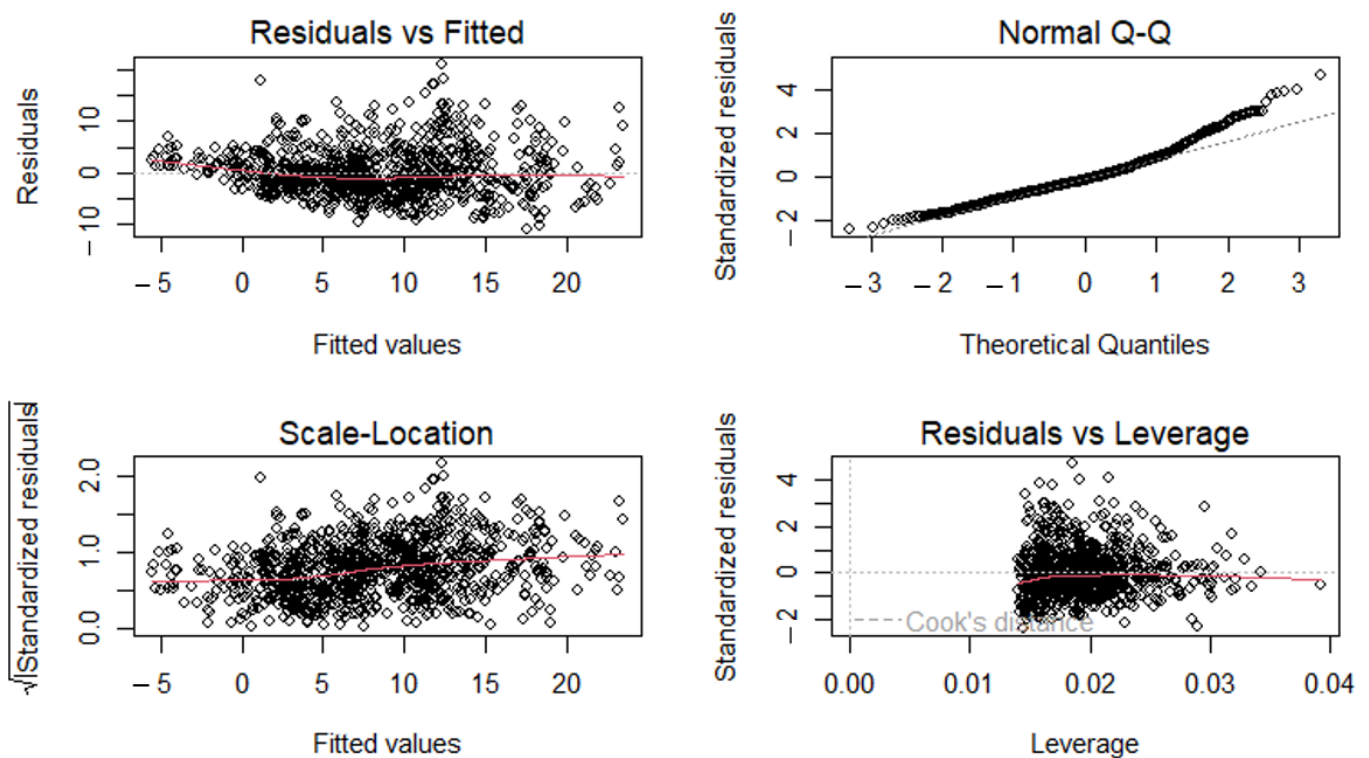 Residuals vs Fitted
Residuals
10
0
– 10
– 5 0 5 10 15 20
Fitted values
Normal Q-Q
Standardized residuals
4
2
0
– 2
– 3 – 2 – 1 0 1 2 3
Theoretical Quantiles
Scale-Location
√|Standardized residuals|
2.0
1.0
0.0
– 5 0 5 10 15 20
Fitted values
Residuals vs Leverage
Standardized residuals
4
2
0
– 2
Cook's distance
0.00 0.01 0.02 0.03 0.04
Leverage